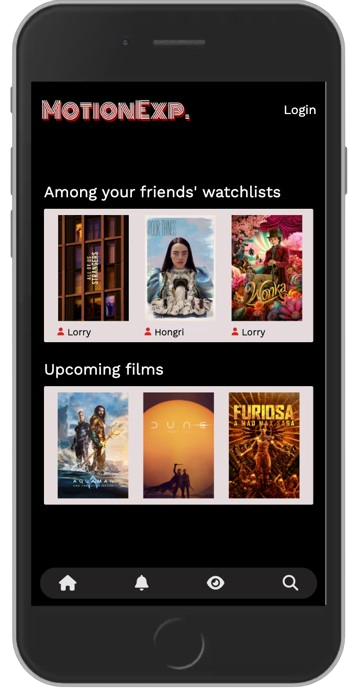 MOTIONEXP.
Login
Among your friends' watchlists
ALL OF US
STRANGERS
POOR THINGS
Wonka
Lorry
Hongri
Lorry
Upcoming films
AQUAMAN
DUNE
FURIOSA
A MAD MAX SAGA